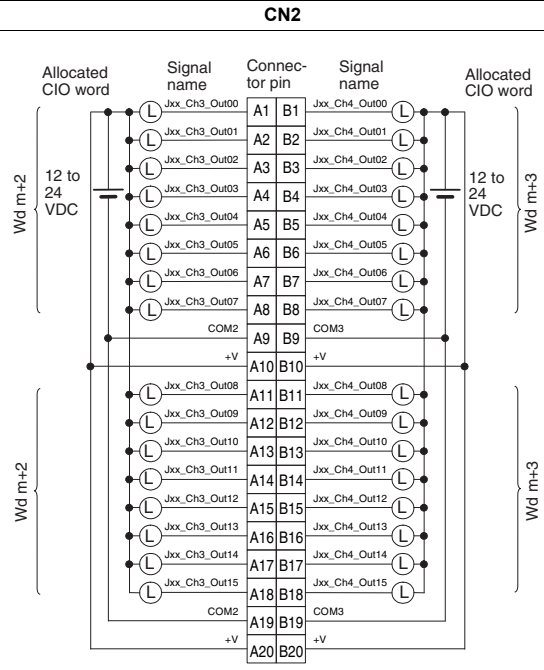 CN2
Allocated
CIO word
Signal
name
Connec-
tor pin
Signal
name
Allocated
CIO word
Wd m+2
12 to
24
VDC
12 to
24
VDC
Wd m+3
Jxx_Ch3_Out00 A1 B1 Jxx_Ch4_Out00
L L
Jxx_Ch3_Out01 A2 B2 Jxx_Ch4_Out01
L L
Jxx_Ch3_Out02 A3 B3 Jxx_Ch4_Out02
L L
Jxx_Ch3_Out03 A4 B4 Jxx_Ch4_Out03
L L
Jxx_Ch3_Out04 A5 B5 Jxx_Ch4_Out04
L L
Jxx_Ch3_Out05 A6 B6 Jxx_Ch4_Out05
L L
Jxx_Ch3_Out06 A7 B7 Jxx_Ch4_Out06
L L
Jxx_Ch3_Out07 A8 B8 Jxx_Ch4_Out07
L L
COM2 A9 B9 COM3
+V A10 B10 +V
Wd m+2
Wd m+3
Jxx_Ch3_Out08 A11 B11 Jxx_Ch4_Out08
L L
Jxx_Ch3_Out09 A12 B12 Jxx_Ch4_Out09
L L
Jxx_Ch3_Out10 A13 B13 Jxx_Ch4_Out10
L L
Jxx_Ch3_Out11 A14 B14 Jxx_Ch4_Out11
L L
Jxx_Ch3_Out12 A15 B15 Jxx_Ch4_Out12
L L
Jxx_Ch3_Out13 A16 B16 Jxx_Ch4_Out13
L L
Jxx_Ch3_Out14 A17 B17 Jxx_Ch4_Out14
L L
Jxx_Ch3_Out15 A18 B18 Jxx_Ch4_Out15
L L
COM2 A19 B19 COM3
+V A20 B20 +V